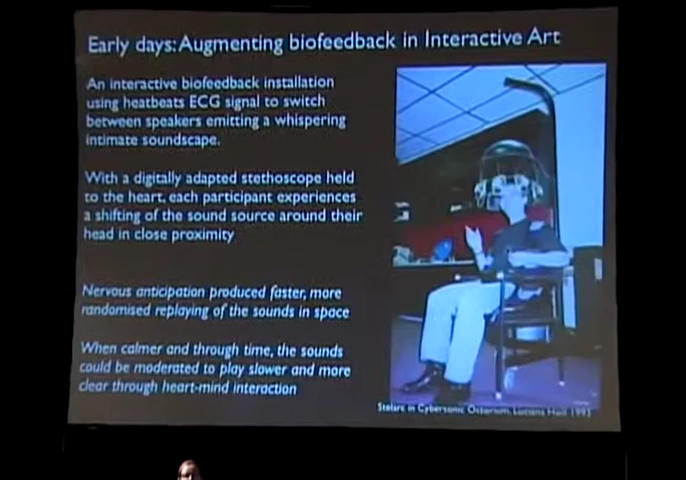 Early days: Augmenting biofeedback in Interactive Art
An interactive biofeedback installation
using heatbeats ECG signal to switch
between speakers emitting a whispering
intimate soundscape.
With a digitally adapted stethoscope held
to the heart, each participant experiences
a shifting of the sound source around their
head in close proximity
Nervous anticipation produced faster, more
randomised replaying of the sounds in space
When calmer and through time, the sounds
could be moderated to play slower and more
clear through heart-mind interaction
Stelarc in Cybersonic